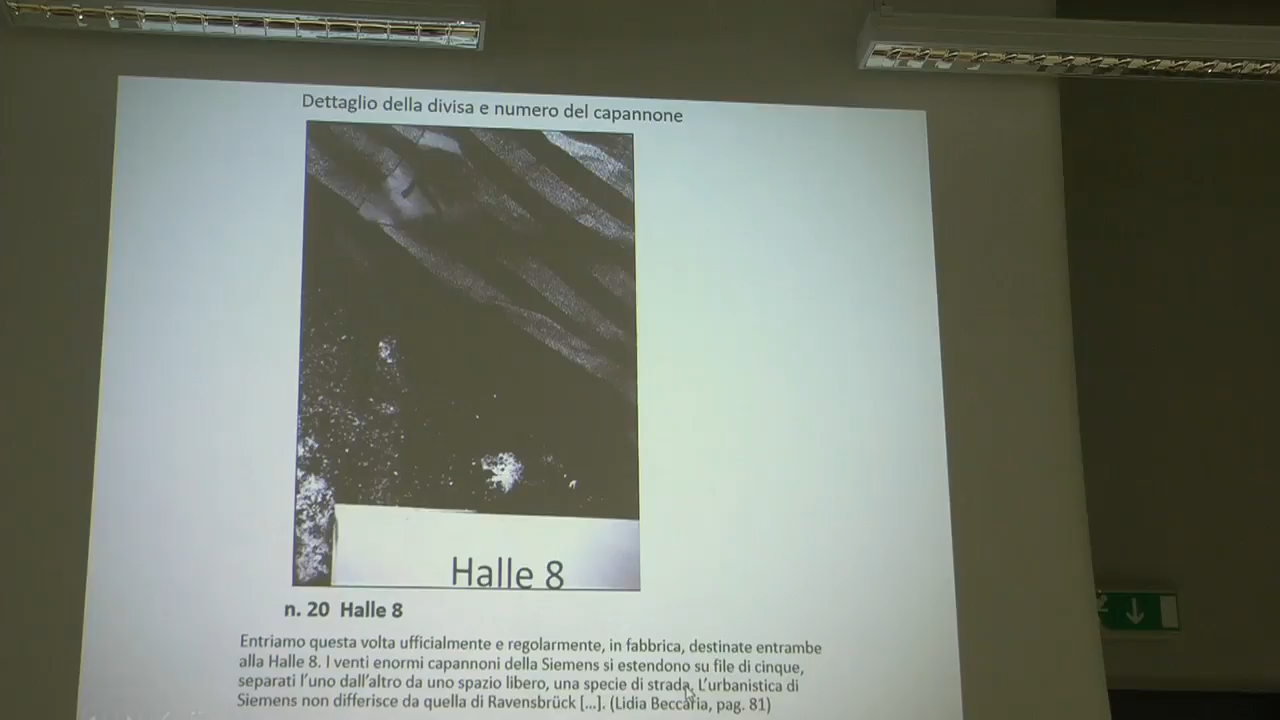 Dettaglio della divisa e numero del capannone
Halle 8
n. 20 Halle 8
Entriamo questa volta ufficialmente e regolarmente, in fabbrica, destinate entrambe
alla Halle 8. I venti enormi capannoni della Siemens si estendono su file di cinque,
separati l'uno dall'altro da uno spazio libero, una specie di strada. L'urbanistica di
Siemens non differisce da quella di Ravensbrück [...]. (Lidia Beccaria, pag. 81)